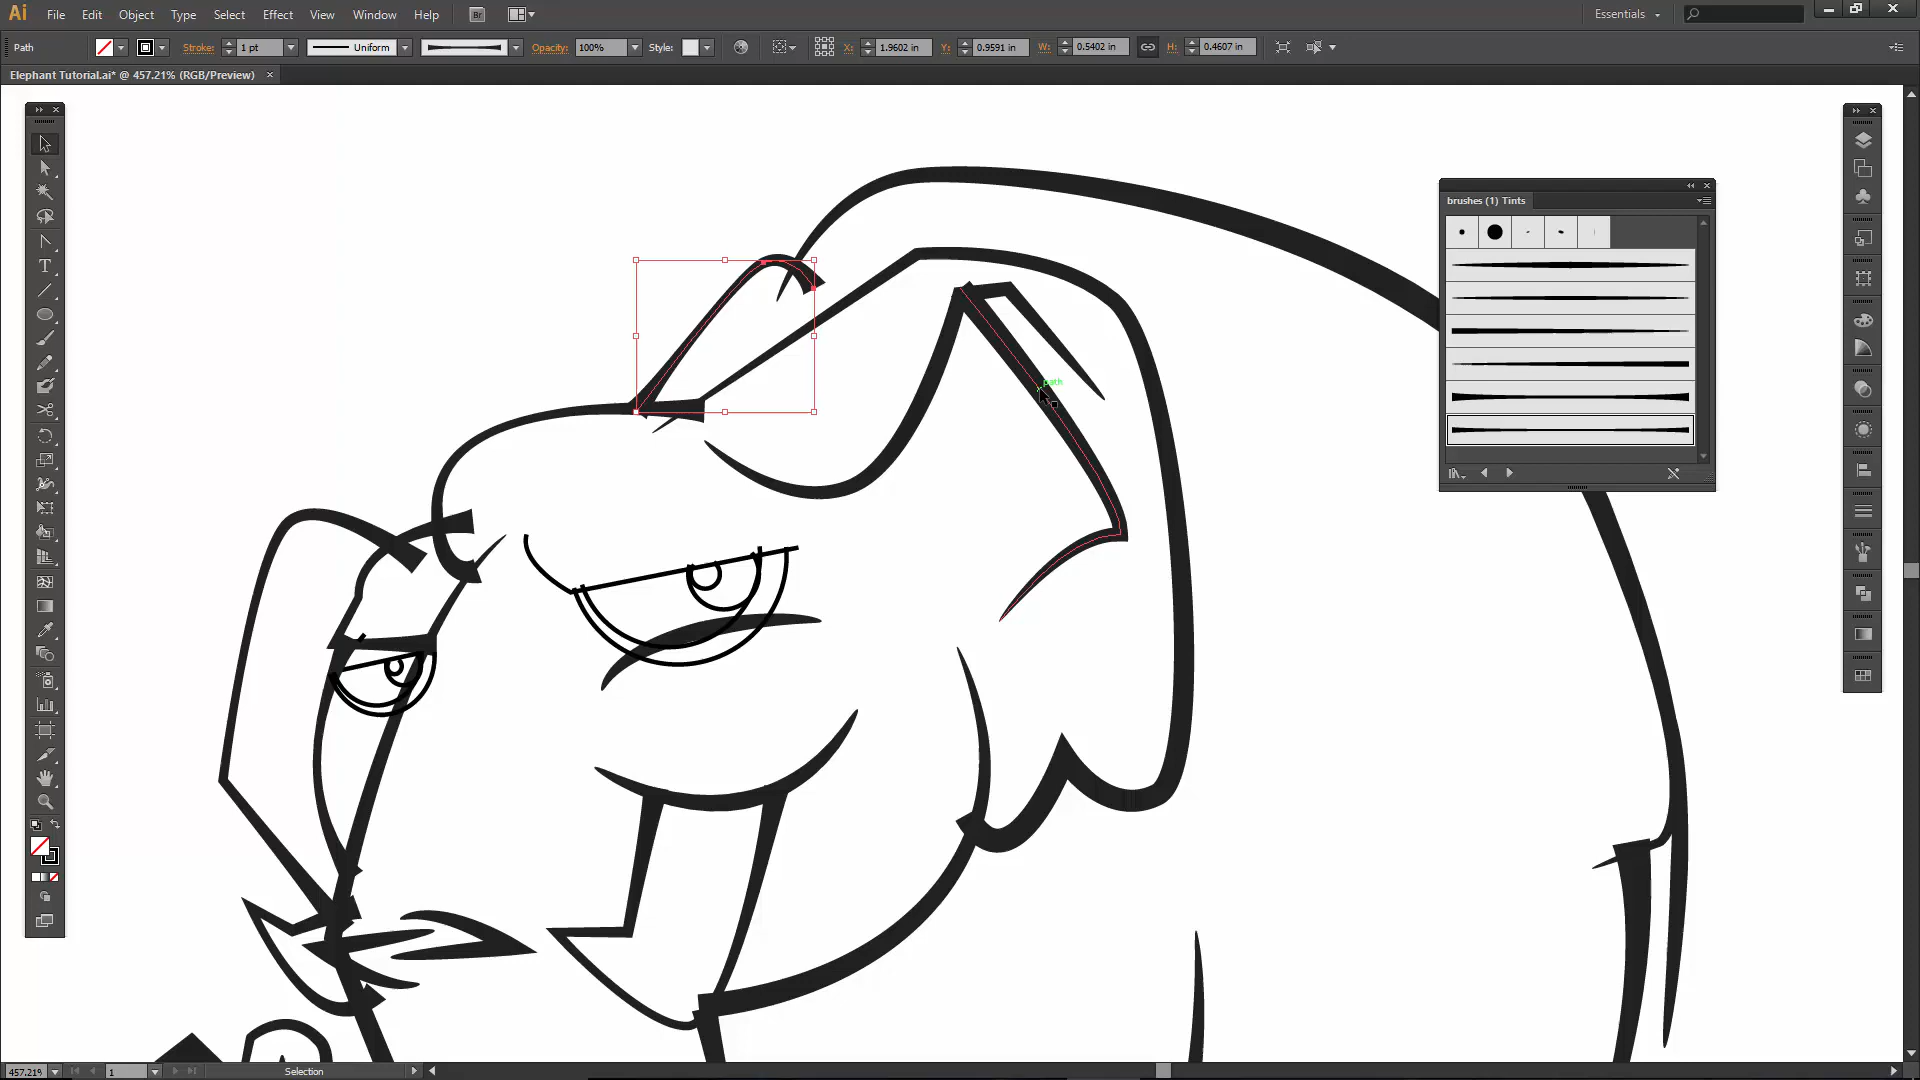 Ai File Edit Object Type Select Effect View Window Help Br Essentials
Path Stroke: 1 pt Uniform Opacity: 100% Style: X: 1.9602 in Y: 0.9591 in W: 0.5402 in H: 0.4607 in
Elephant Tutorial.ai* @ 457.21% (RGB/Preview)
brushes (1) Tints
path
457.21% 1 Selection